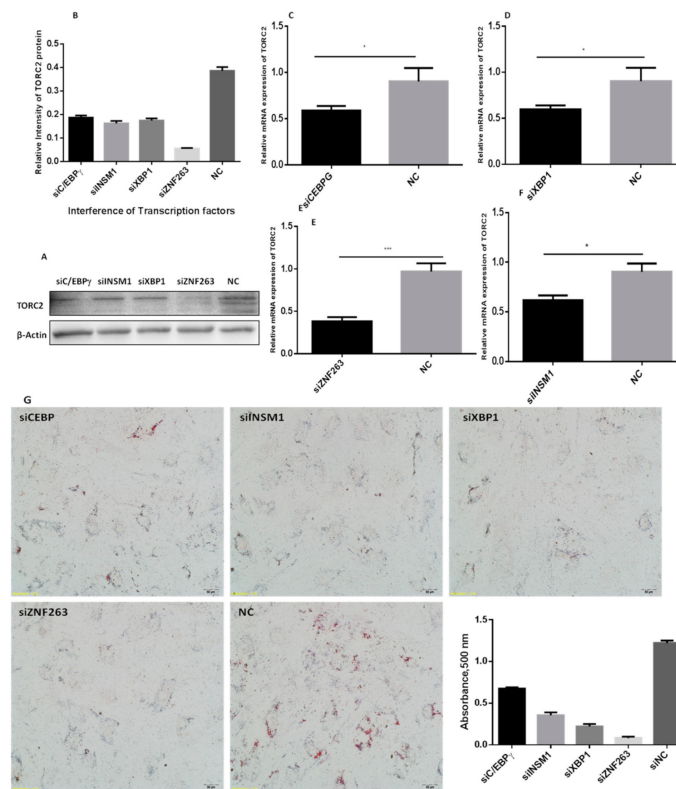 B
Relative Intensity of TORC2 protein
0.5
0.4
0.3
0.2
0.1
0.0
siC/EBPγ
siINSM1
siXBP1
siZNF263
NC
Interference of Transcription factors
C
Relative mRNA expression of TORC2
1.5
1.0
0.5
0.0
*
siCEBPG
NC
D
Relative mRNA expression of TORC2
1.5
1.0
0.5
0.0
*
siXBP1
NC
A
siC/EBPγ siINSM1 siXBP1 siZNF263 NC
TORC2
β-Actin
E
Relative mRNA expression of TORC2
1.5
1.0
0.5
0.0
***
siZNF263
NC
F
Relative mRNA expression of TORC2
1.5
1.0
0.5
0.0
*
siINSM1
NC
G
siCEBP
siINSM1
siXBP1
siZNF263
NC
Absorbance,500 nm
1.5
1.0
0.5
0.0
siC/EBPγ
siINSM1
siXBP1
siZNF263
siNC